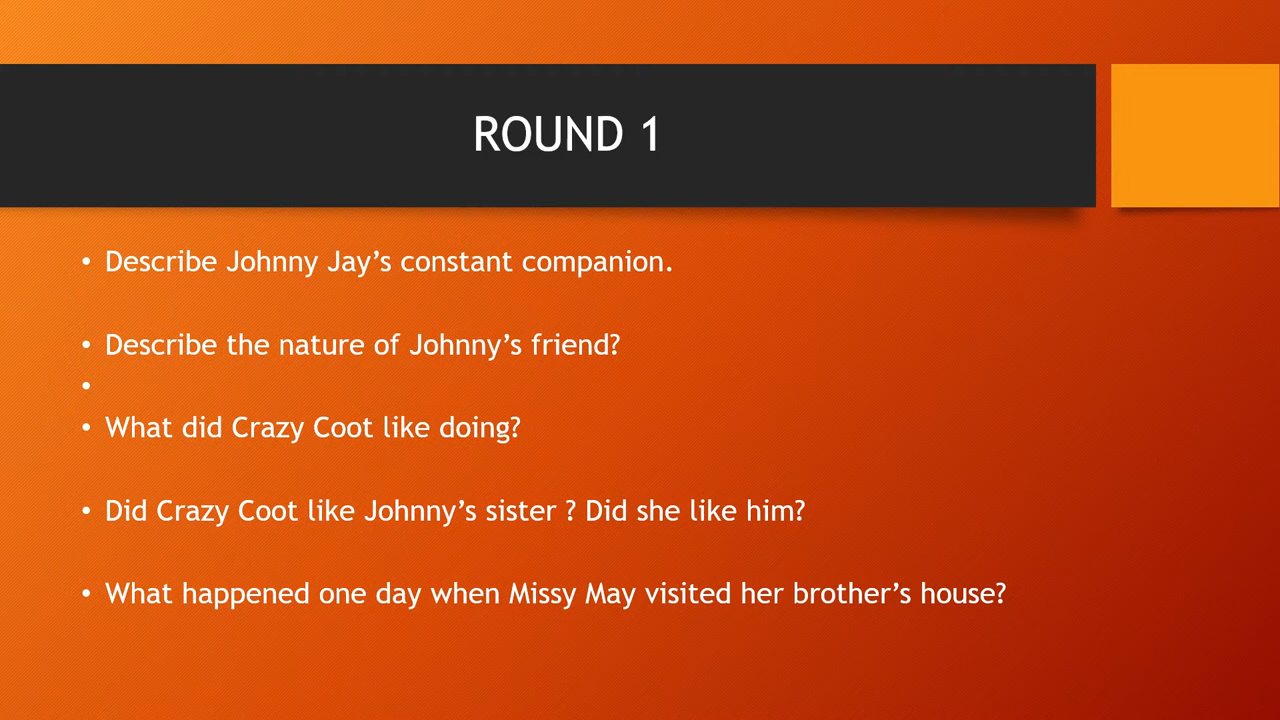 ROUND 1
• Describe Johnny Jay’s constant companion.
• Describe the nature of Johnny’s friend?
•
• What did Crazy Coot like doing?
• Did Crazy Coot like Johnny’s sister ? Did she like him?
• What happened one day when Missy May visited her brother’s house?